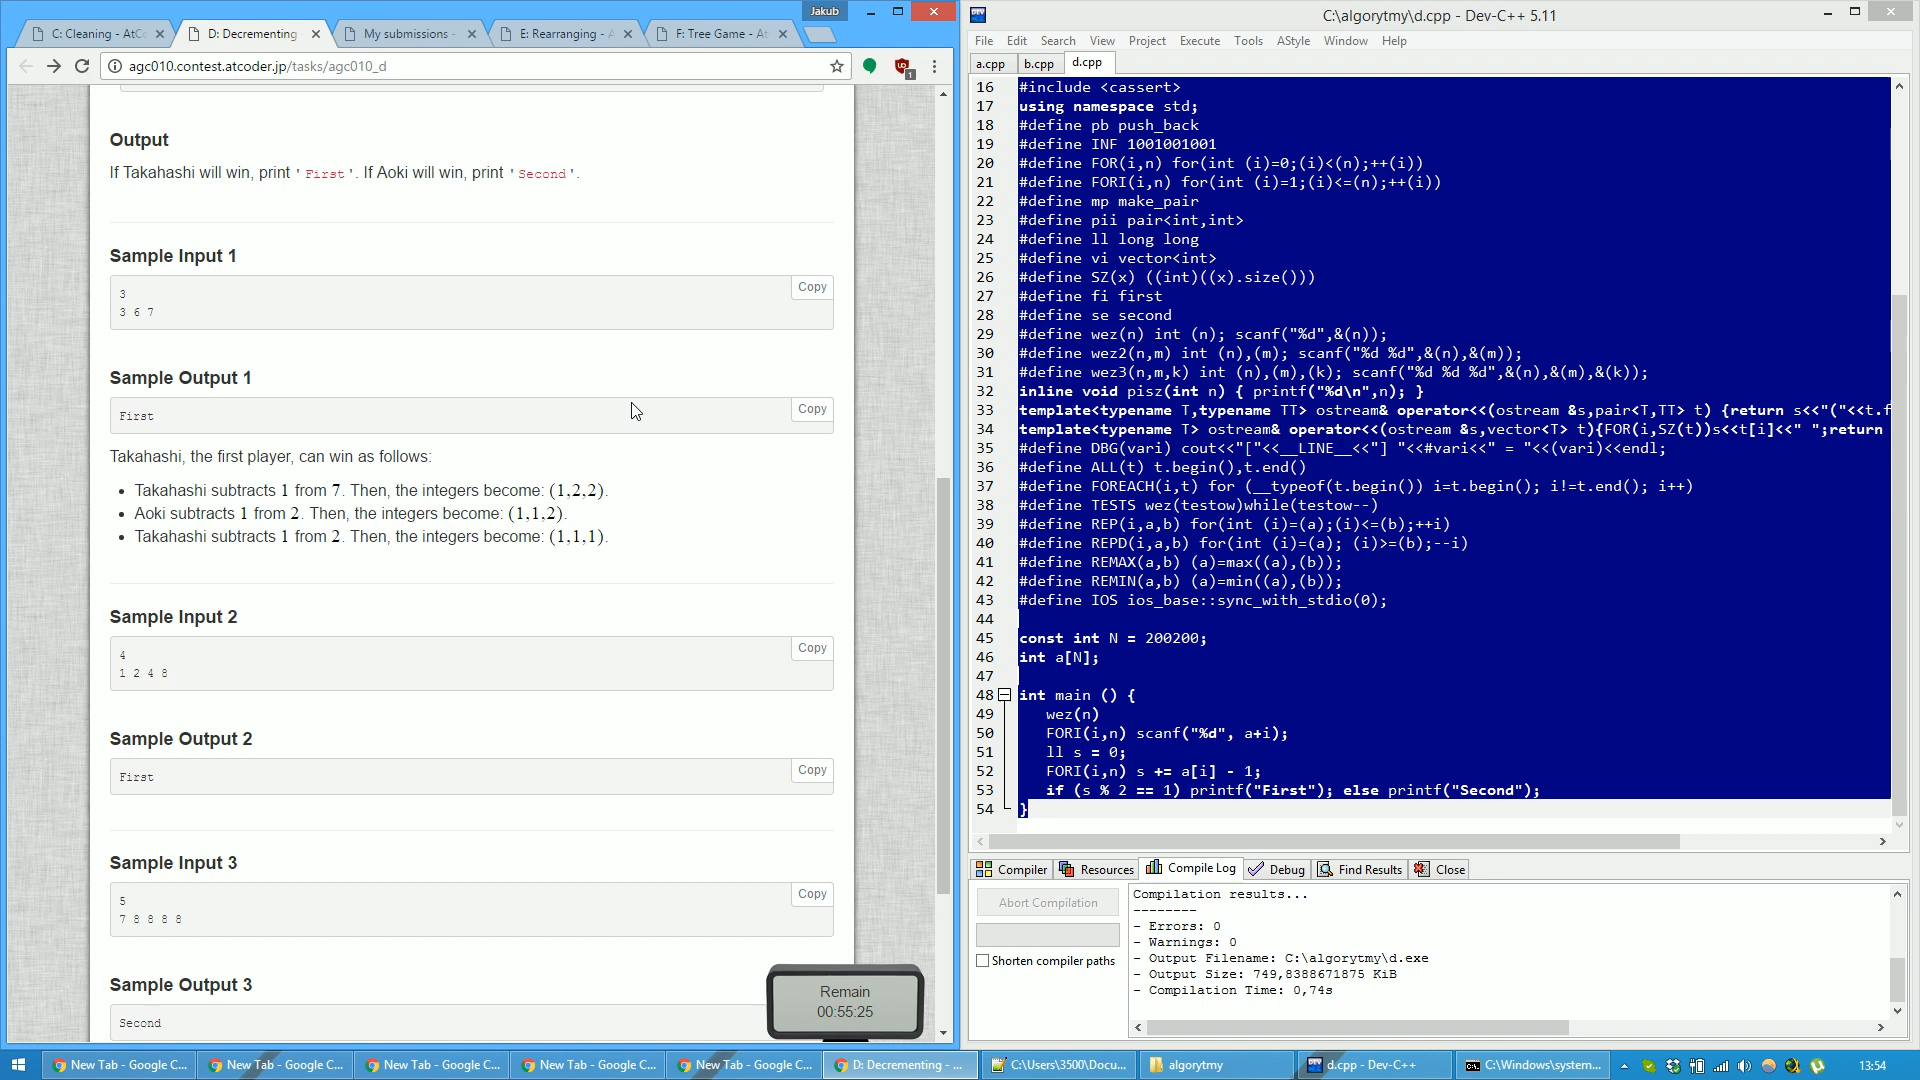 Jakub
C: Cleaning - AtCo
D: Decrementing
My submissions -
E: Rearranging - A
F: Tree Game - At
agc010.contest.atcoder.jp/tasks/agc010_d
1
Output
If Takahashi will win, print 'First'. If Aoki will win, print 'Second'.
Sample Input 1
Copy
3
3 6 7
Sample Output 1
Copy
First
Takahashi, the first player, can win as follows:
• Takahashi subtracts 1 from 7. Then, the integers become: (1,2,2).
• Aoki subtracts 1 from 2. Then, the integers become: (1,1,2).
• Takahashi subtracts 1 from 2. Then, the integers become: (1,1,1).
Sample Input 2
Copy
4
1 2 4 8
Sample Output 2
Copy
First
Sample Input 3
Copy
5
7 8 8 8 8
Sample Output 3
Second
Remain
00:55:25
C:\algorytmy\d.cpp - Dev-C++ 5.11
File Edit Search View Project Execute Tools AStyle Window Help
a.cpp b.cpp d.cpp
16 #include <cassert>
17 using namespace std;
18 #define pb push_back
19 #define INF 1001001001
20 #define FOR(i,n) for(int (i)=0;(i)<(n);++(i))
21 #define FORI(i,n) for(int (i)=1;(i)<=(n);++(i))
22 #define mp make_pair
23 #define pii pair<int,int>
24 #define ll long long
25 #define vi vector<int>
26 #define SZ(x) ((int)((x).size()))
27 #define fi first
28 #define se second
29 #define wez(n) int (n); scanf("%d",&(n));
30 #define wez2(n,m) int (n),(m); scanf("%d %d",&(n),&(m));
31 #define wez3(n,m,k) int (n),(m),(k); scanf("%d %d %d",&(n),&(m),&(k));
32 inline void pisz(int n) { printf("%d\n",n); }
33 template<typename T,typename TT> ostream& operator<<(ostream &s,pair<T,TT> t) {return s<<"("<<t.f
34 template<typename T> ostream& operator<<(ostream &s,vector<T> t){FOR(i,SZ(t))s<<t[i]<<" ";return
35 #define DBG(vari) cout<<"["<<__LINE__<<"] "<<#vari<<" = "<<(vari)<<endl;
36 #define ALL(t) t.begin(),t.end()
37 #define FOREACH(i,t) for (__typeof(t.begin()) i=t.begin(); i!=t.end(); i++)
38 #define TESTS wez(testow)while(testow--)
39 #define REP(i,a,b) for(int (i)=(a);(i)<=(b);++i)
40 #define REPD(i,a,b) for(int (i)=(a); (i)>=(b);--i)
41 #define REMAX(a,b) (a)=max((a),(b));
42 #define REMIN(a,b) (a)=min((a),(b));
43 #define IOS ios_base::sync_with_stdio(0);
44
45 const int N = 200200;
46 int a[N];
47
48 int main () {
49 wez(n)
50 FORI(i,n) scanf("%d", a+i);
51 ll s = 0;
52 FORI(i,n) s += a[i] - 1;
53 if (s % 2 == 1) printf("First"); else printf("Second");
54 }
Compiler Resources Compile Log Debug Find Results Close
Abort Compilation
Shorten compiler paths
Compilation results...
--------
- Errors: 0
- Warnings: 0
- Output Filename: C:\algorytmy\d.exe
- Output Size: 749,8388671875 KiB
- Compilation Time: 0,74s
New Tab - Google C...
New Tab - Google C...
New Tab - Google C...
New Tab - Google C...
New Tab - Google C...
D: Decrementing - ...
C:\Users\3500\Docu...
algorytmy
d.cpp - Dev-C++
C:\Windows\system...
13:54